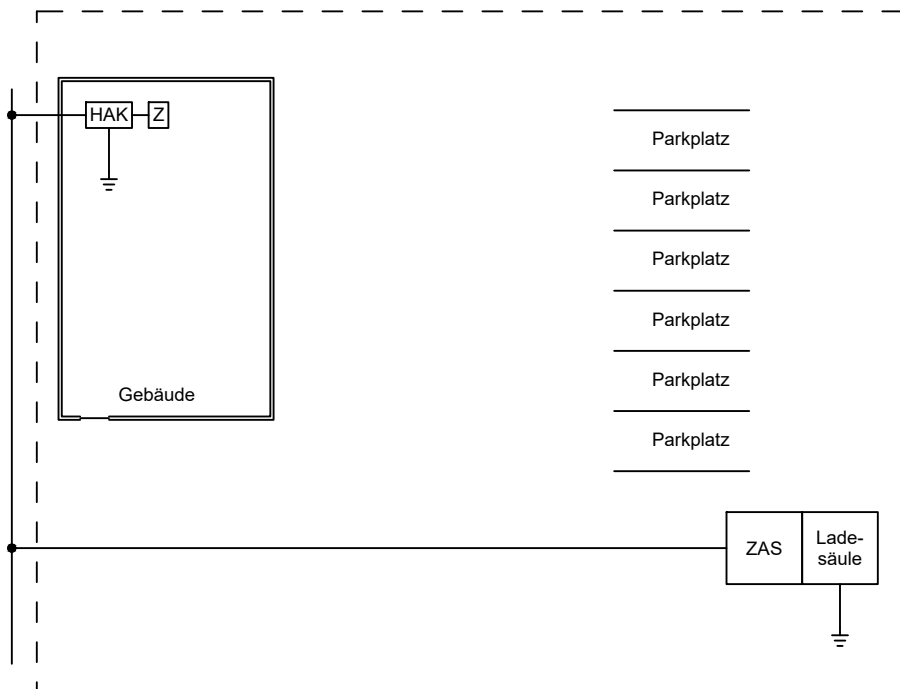 HAK
Z
Parkplatz
Parkplatz
Parkplatz
Parkplatz
Parkplatz
Parkplatz
Gebäude
ZAS
Lade-
säule